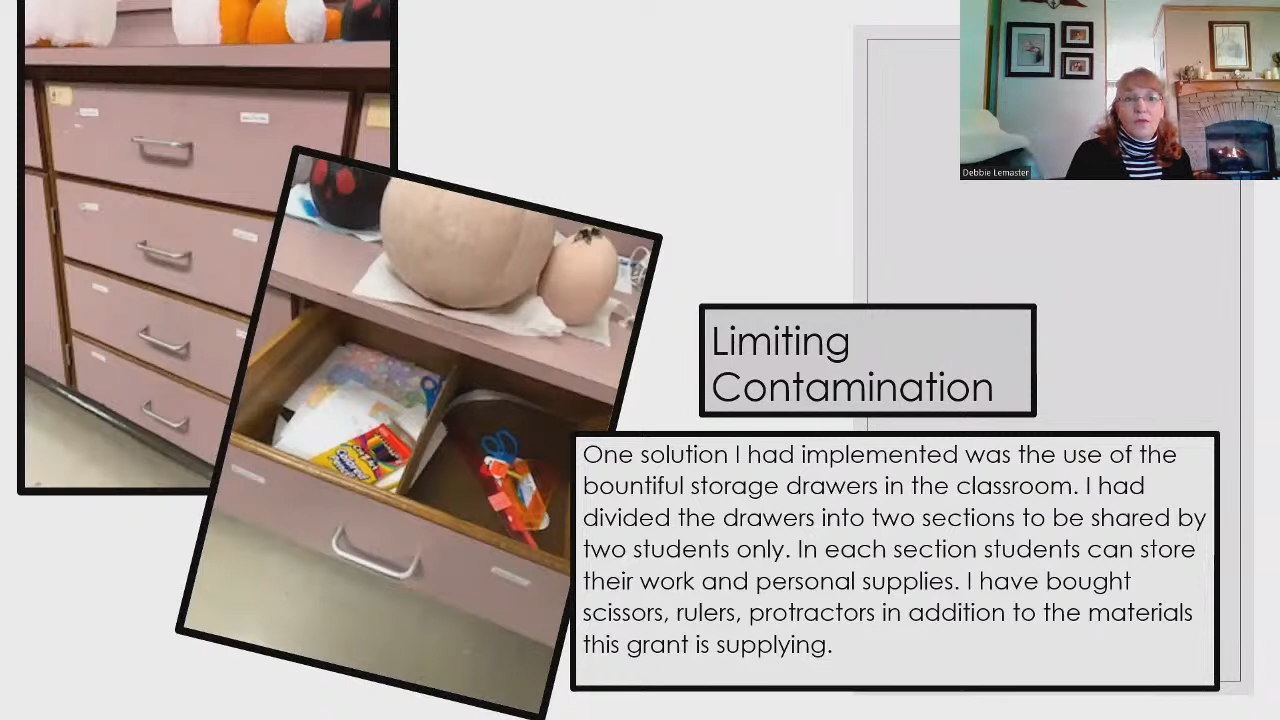 Debbie Lemaster
Limiting
Contamination
One solution I had implemented was the use of the
bountiful storage drawers in the classroom. I had
divided the drawers into two sections to be shared by
two students only. In each section students can store
their work and personal supplies. I have bought
scissors, rulers, protractors in addition to the materials
this grant is supplying.